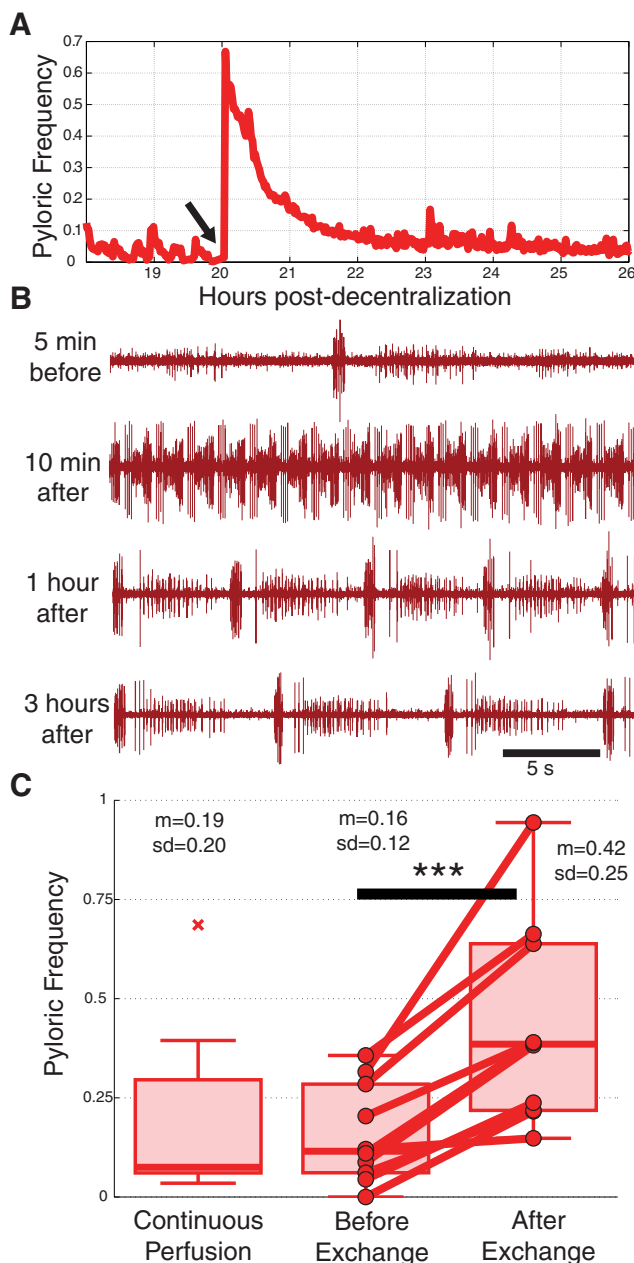 A
Pyloric Frequency
0.7
0.6
0.5
0.4
0.3
0.2
0.1
0
19 20 21 22 23 24 25 26
Hours post-decentralization
B
5 min
before
10 min
after
1 hour
after
3 hours
after
5 s
C
Pyloric Frequency
1
0.75
0.5
0.25
0
m=0.19
sd=0.20
m=0.16
sd=0.12
***
m=0.42
sd=0.25
Continuous
Perfusion
Before
Exchange
After
Exchange